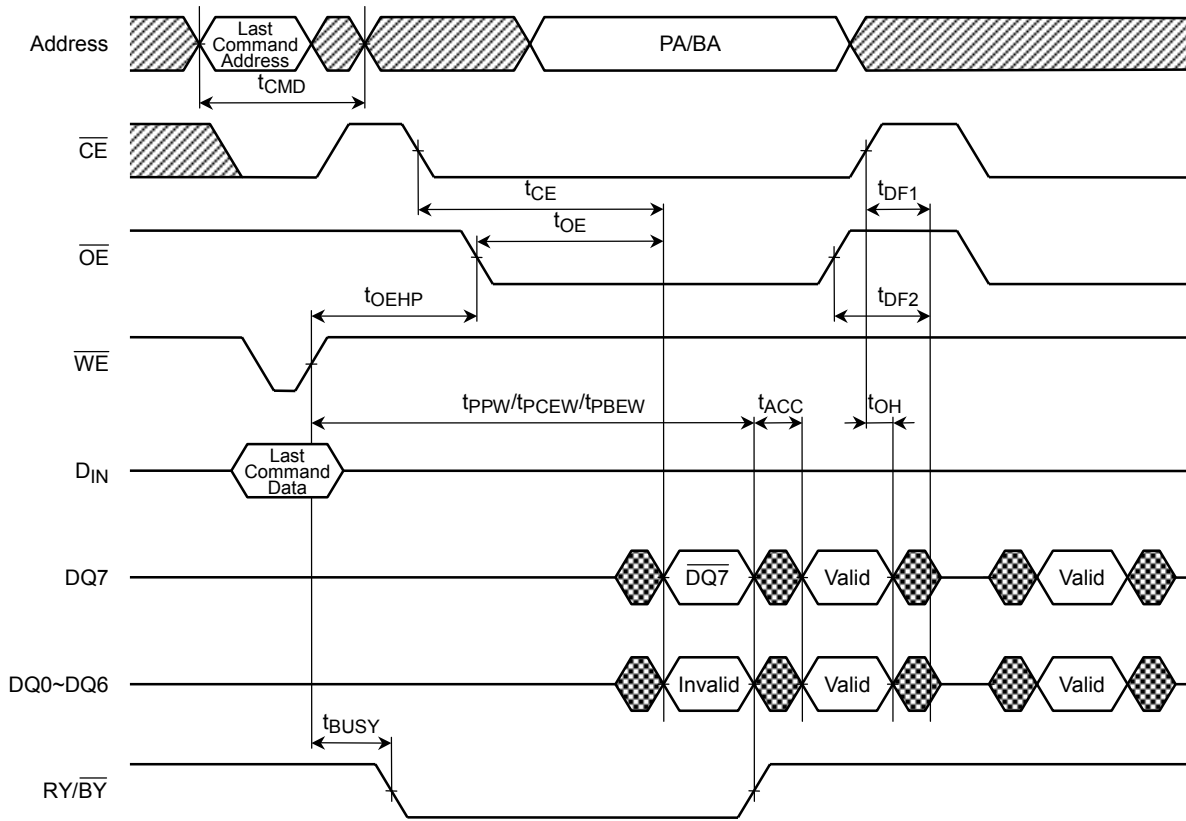 Address
Last
Command
Address
PA/BA
tCMD
CE
tCE
tDF1
tOE
OE
tOEHP
tDF2
WE
tPPW/tPCEW/tPBEW
tACC
tOH
DIN
Last
Command
Data
DQ7
DQ7
Valid
Valid
DQ0~DQ6
Invalid
Valid
Valid
tBUSY
RY/BY